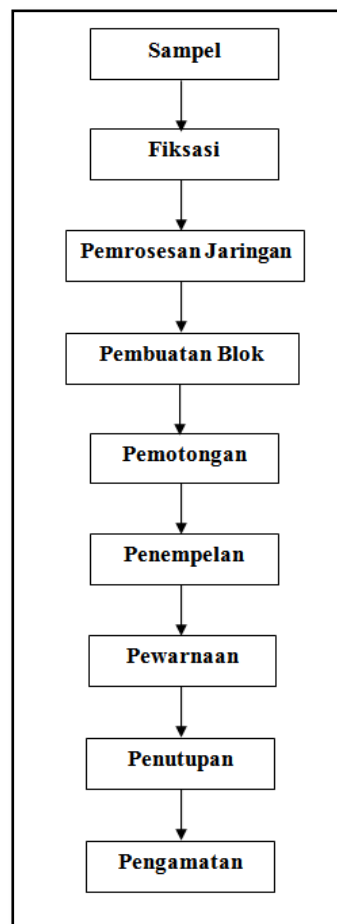 Sampel
Fiksasi
Pemrosesan Jaringan
Pembuatan Blok
Pemotongan
Penempelan
Pewarnaan
Penutupan
Pengamatan